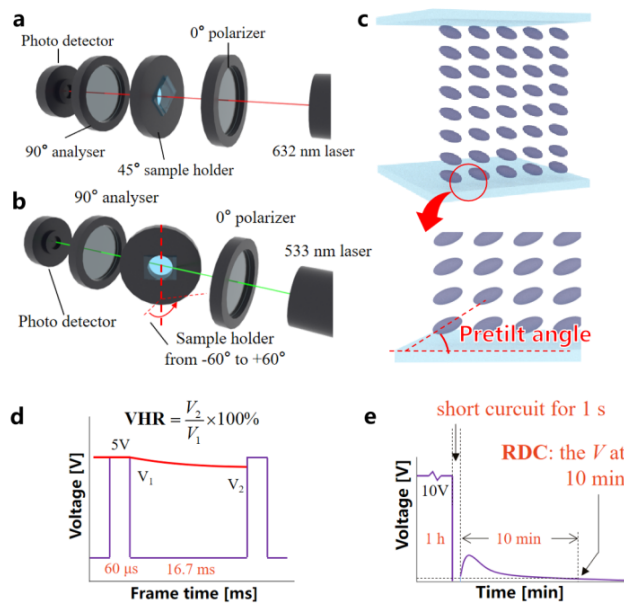 a
Photo detector
0° polarizer
90° analyser
45° sample holder
632 nm laser
b
90° analyser
0° polarizer
533 nm laser
Photo detector
Sample holder
from -60° to +60°
c
Pretilt angle
d
VHR = V2/V1 ×100%
Voltage [V]
5V
V1
V2
60 μs
16.7 ms
Frame time [ms]
e
short curcuit for 1 s
RDC: the V at
10 min
Voltage [V]
10V
1 h
10 min
Time [min]